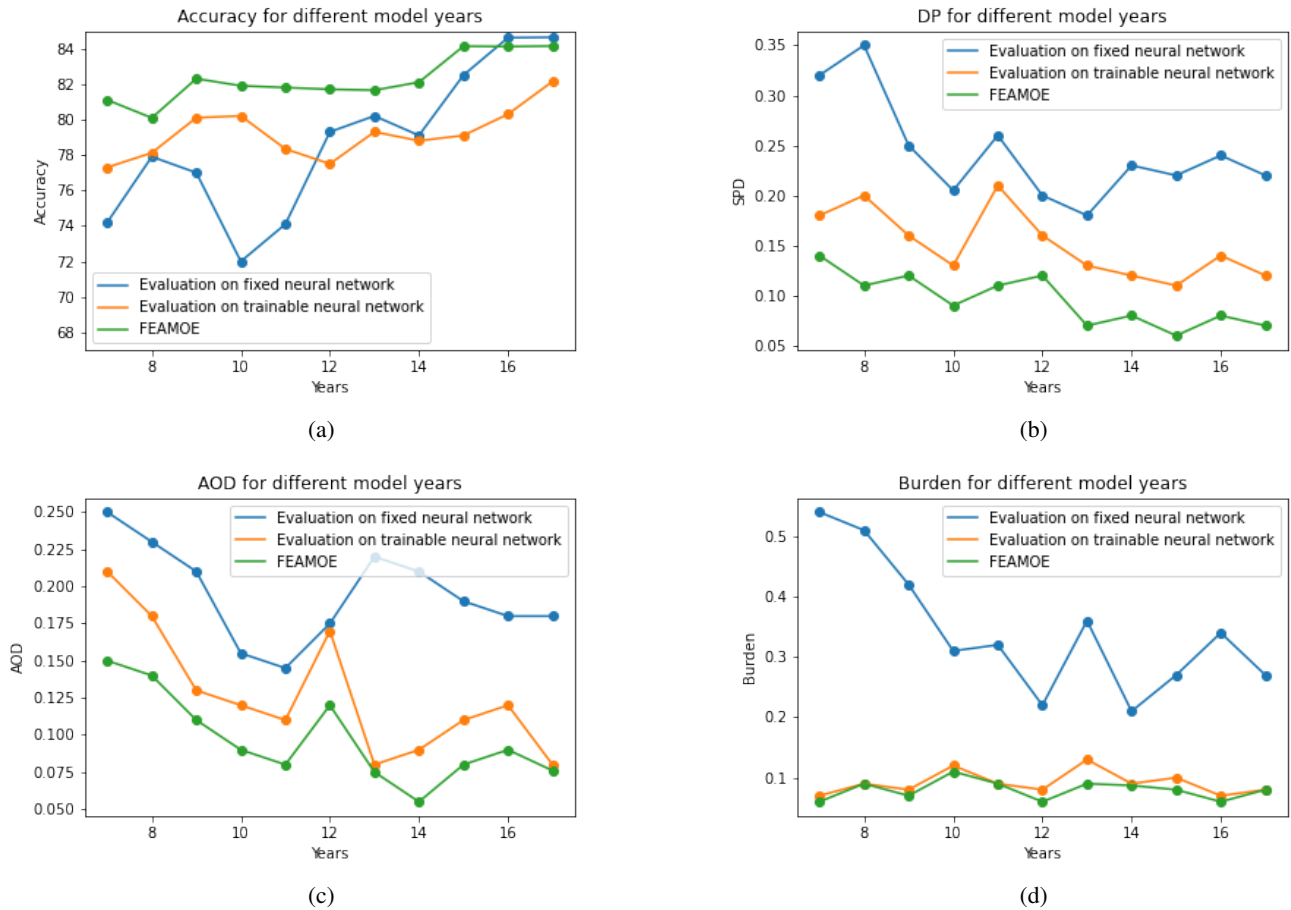 Accuracy for different model years
84
82
80
78
76
74
72
70
68
Accuracy
Evaluation on fixed neural network
Evaluation on trainable neural network
FEAMOE
8 10 12 14 16
Years
(a)
DP for different model years
0.35
0.30
0.25
0.20
0.15
0.10
0.05
SPD
Evaluation on fixed neural network
Evaluation on trainable neural network
FEAMOE
8 10 12 14 16
Years
(b)
AOD for different model years
0.250
0.225
0.200
0.175
0.150
0.125
0.100
0.075
0.050
AOD
Evaluation on fixed neural network
Evaluation on trainable neural network
FEAMOE
8 10 12 14 16
Years
(c)
Burden for different model years
0.5
0.4
0.3
0.2
0.1
Burden
Evaluation on fixed neural network
Evaluation on trainable neural network
FEAMOE
8 10 12 14 16
Years
(d)